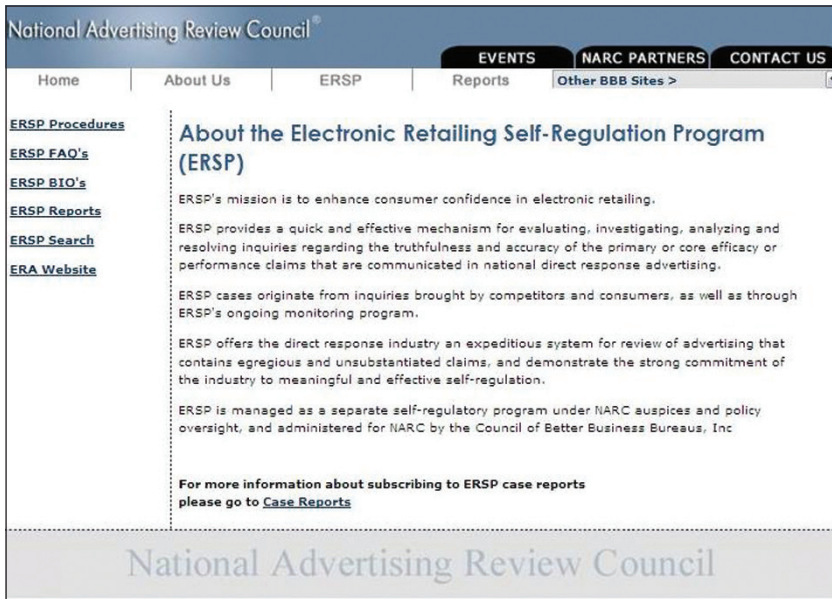 National Advertising Review Council®
EVENTS NARC PARTNERS CONTACT US
Home About Us ERSP Reports Other BBB Sites >
ERSP Procedures
ERSP FAQ's
ERSP BIO's
ERSP Reports
ERSP Search
ERA Website
About the Electronic Retailing Self-Regulation Program
(ERSP)
ERSP's mission is to enhance consumer confidence in electronic retailing.
ERSP provides a quick and effective mechanism for evaluating, investigating, analyzing and
resolving inquiries regarding the truthfulness and accuracy of the primary or core efficacy or
performance claims that are communicated in national direct response advertising.
ERSP cases originate from inquiries brought by competitors and consumers, as well as through
ERSP's ongoing monitoring program.
ERSP offers the direct response industry an expeditious system for review of advertising that
contains egregious and unsubstantiated claims, and demonstrate the strong commitment of
the industry to meaningful and effective self-regulation.
ERSP is managed as a separate self-regulatory program under NARC auspices and policy
oversight, and administered for NARC by the Council of Better Business Bureaus, Inc
For more information about subscribing to ERSP case reports
please go to Case Reports
National Advertising Review Council